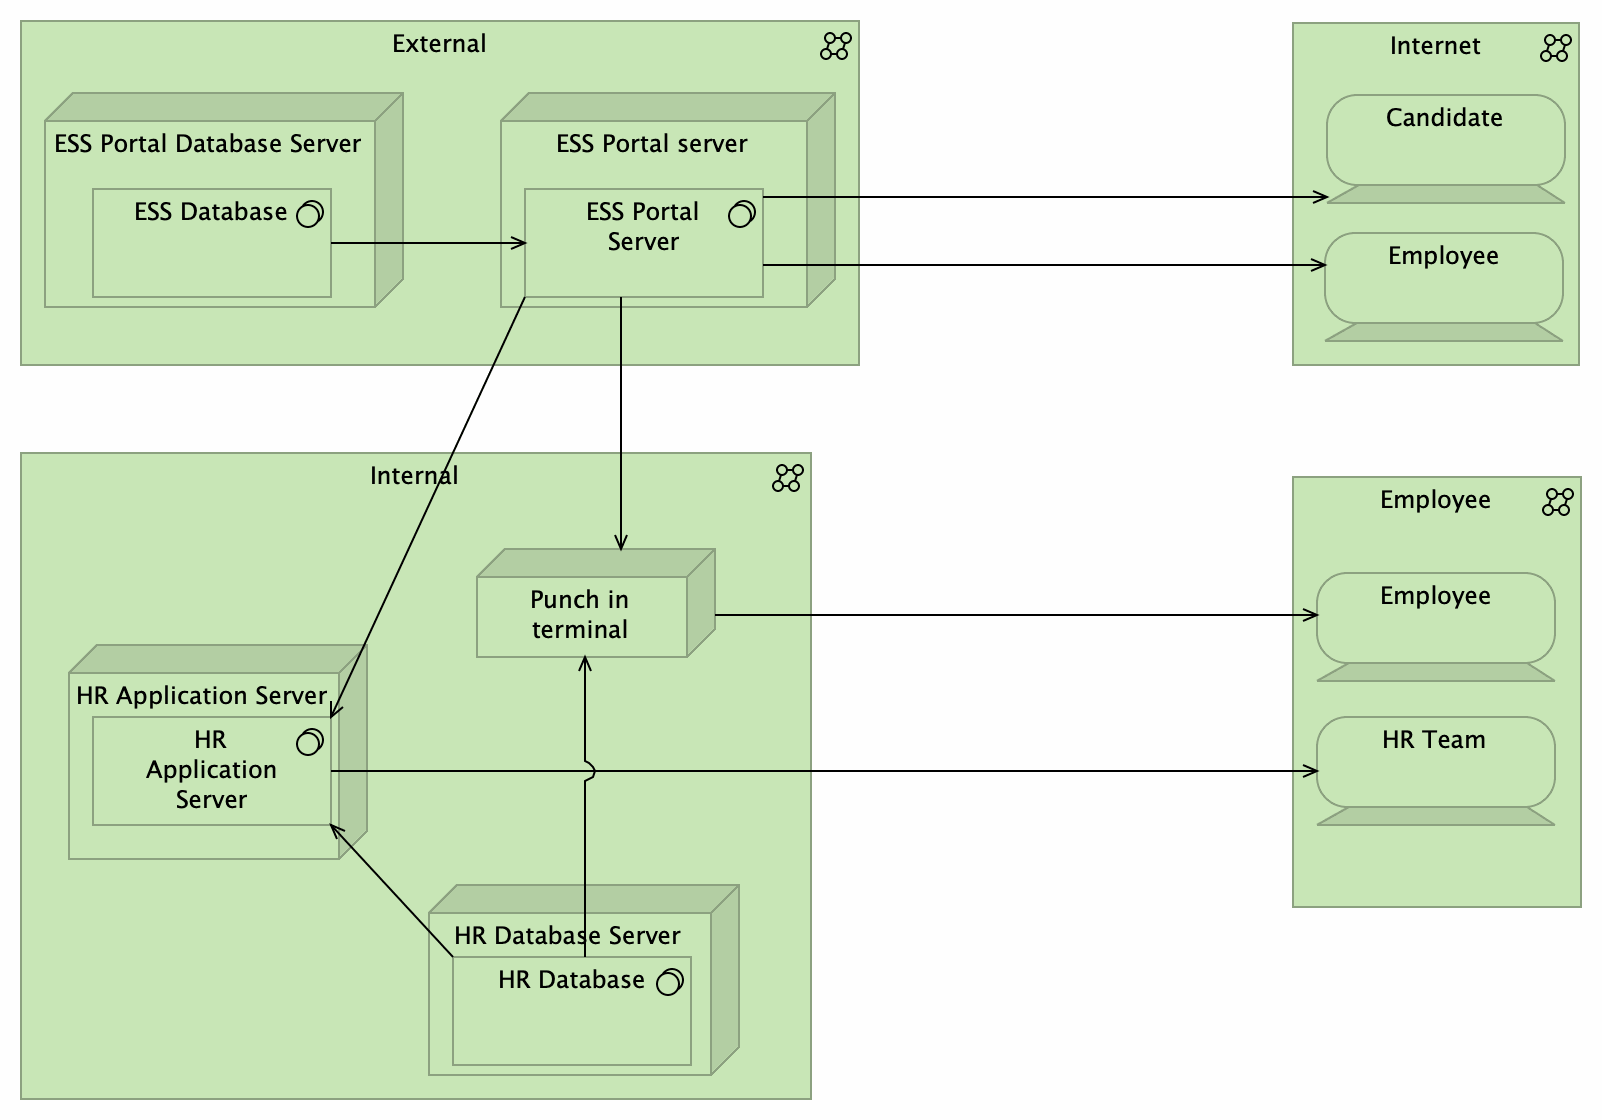 External
ESS Portal Database Server
ESS Database
ESS Portal server
ESS Portal
Server
Internet
Candidate
Employee
Internal
Punch in
terminal
HR Application Server
HR
Application
Server
HR Database Server
HR Database
Employee
Employee
HR Team